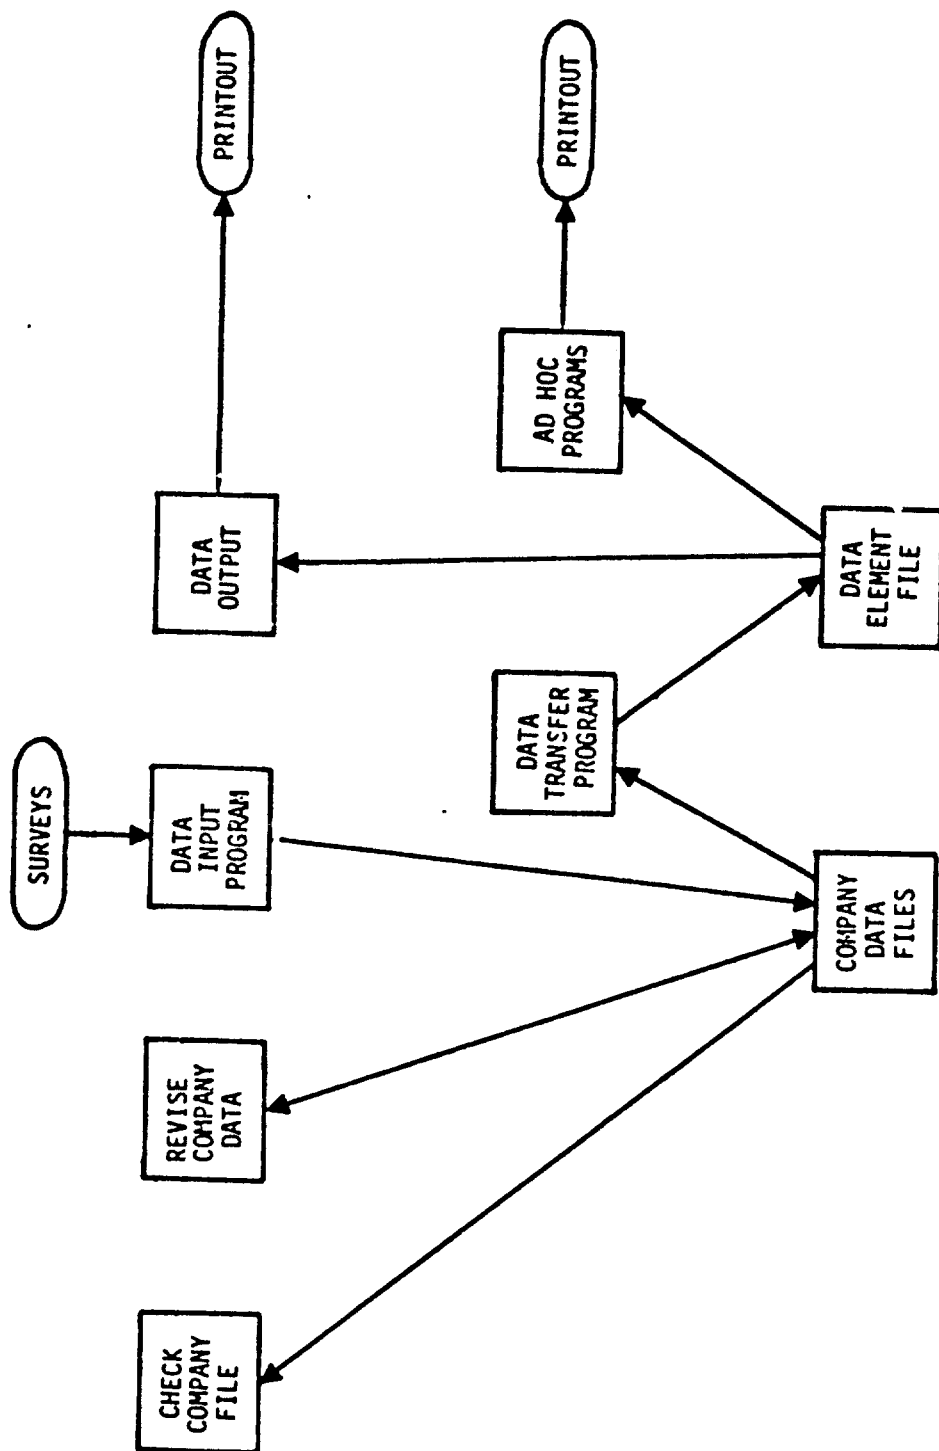 SURVEYS
CHECK
COMPANY
FILE
REVISE
COMPANY
DATA
DATA
INPUT
PROGRAM
DATA
OUTPUT
PRINTOUT
DATA
TRANSFER
PROGRAM
AD HOC
PROGRAMS
PRINTOUT
COMPANY
DATA
FILES
DATA
ELEMENT
FILE